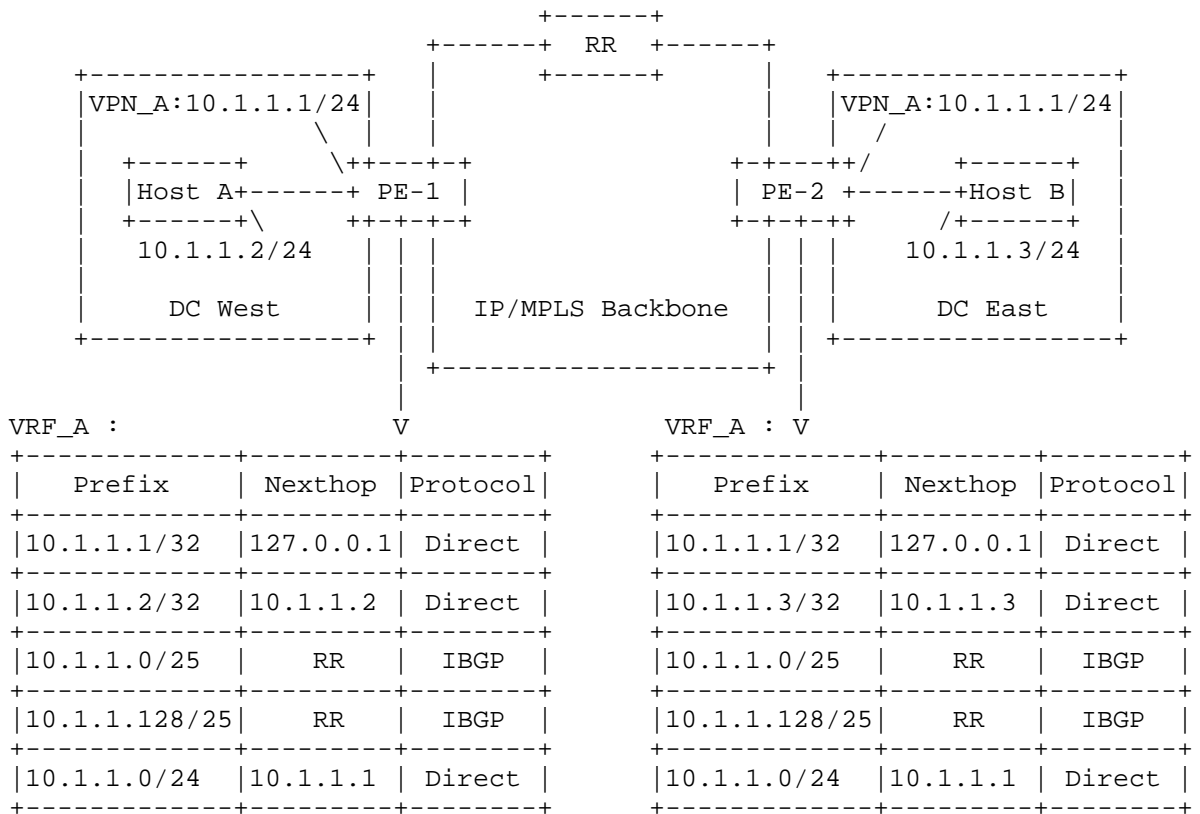 RR
VPN_A:10.1.1.1/24 VPN_A:10.1.1.1/24
Host A PE-1 PE-2 Host B
10.1.1.2/24 10.1.1.3/24
DC West IP/MPLS Backbone DC East
VRF_A : V VRF_A : V
Prefix Nexthop Protocol Prefix Nexthop Protocol
10.1.1.1/32 127.0.0.1 Direct 10.1.1.1/32 127.0.0.1 Direct
10.1.1.2/32 10.1.1.2 Direct 10.1.1.3/32 10.1.1.3 Direct
10.1.1.0/25 RR IBGP 10.1.1.0/25 RR IBGP
10.1.1.128/25 RR IBGP 10.1.1.128/25 RR IBGP
10.1.1.0/24 10.1.1.1 Direct 10.1.1.0/24 10.1.1.1 Direct